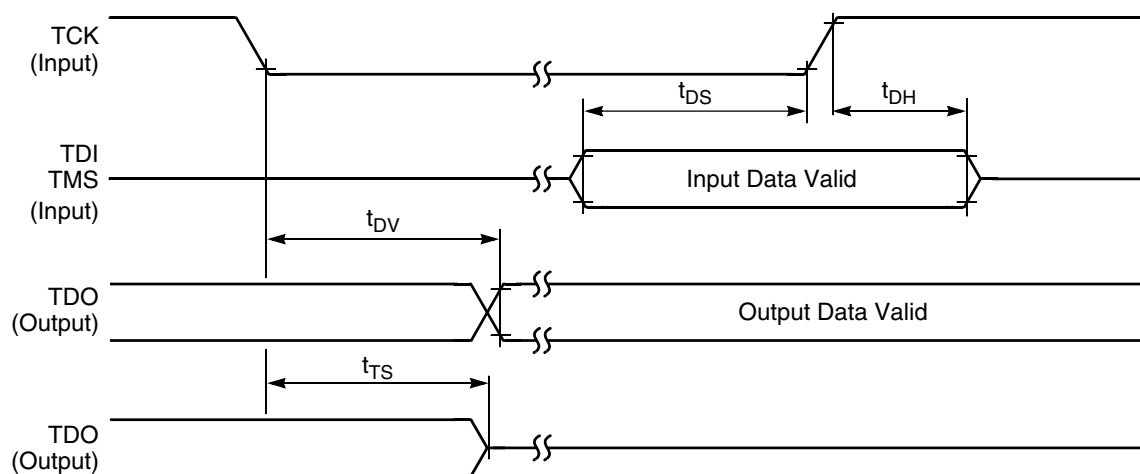 TCK
(Input)
tDS
tDH
TDI
TMS
(Input)
Input Data Valid
tDV
TDO
(Output)
Output Data Valid
tTS
TDO
(Output)